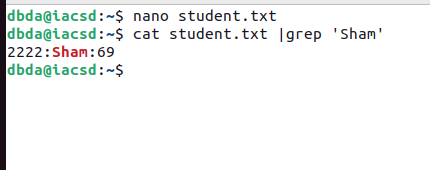 dbda@iacsd:~$ nano student.txt
dbda@iacsd:~$ cat student.txt |grep 'Sham'
2222:Sham:69
dbda@iacsd:~$